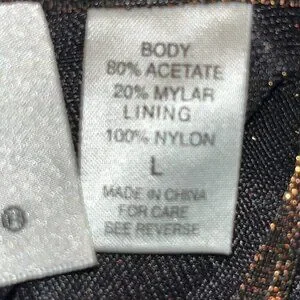 BODY
80% ACETATE
20% MYLAR
LINING
100% NYLON
L
MADE IN CHINA
FOR CARE
SEE REVERSE
®